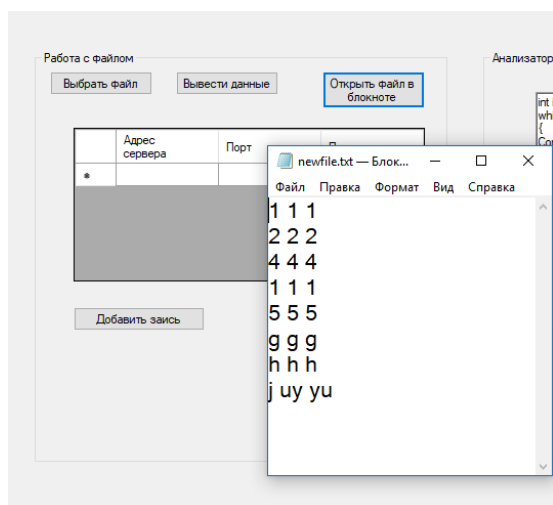 Работа с файлом
Анализатор
Выбрать файл
Вывести данные
Открыть файл в
блокноте
int i
whi
{
Адрес
сервера
Порт
*
Добавить заись
newfile.txt — Блок...
Файл Правка Формат Вид Справка
1 1 1
2 2 2
4 4 4
1 1 1
5 5 5
g g g
h h h
j uy yu